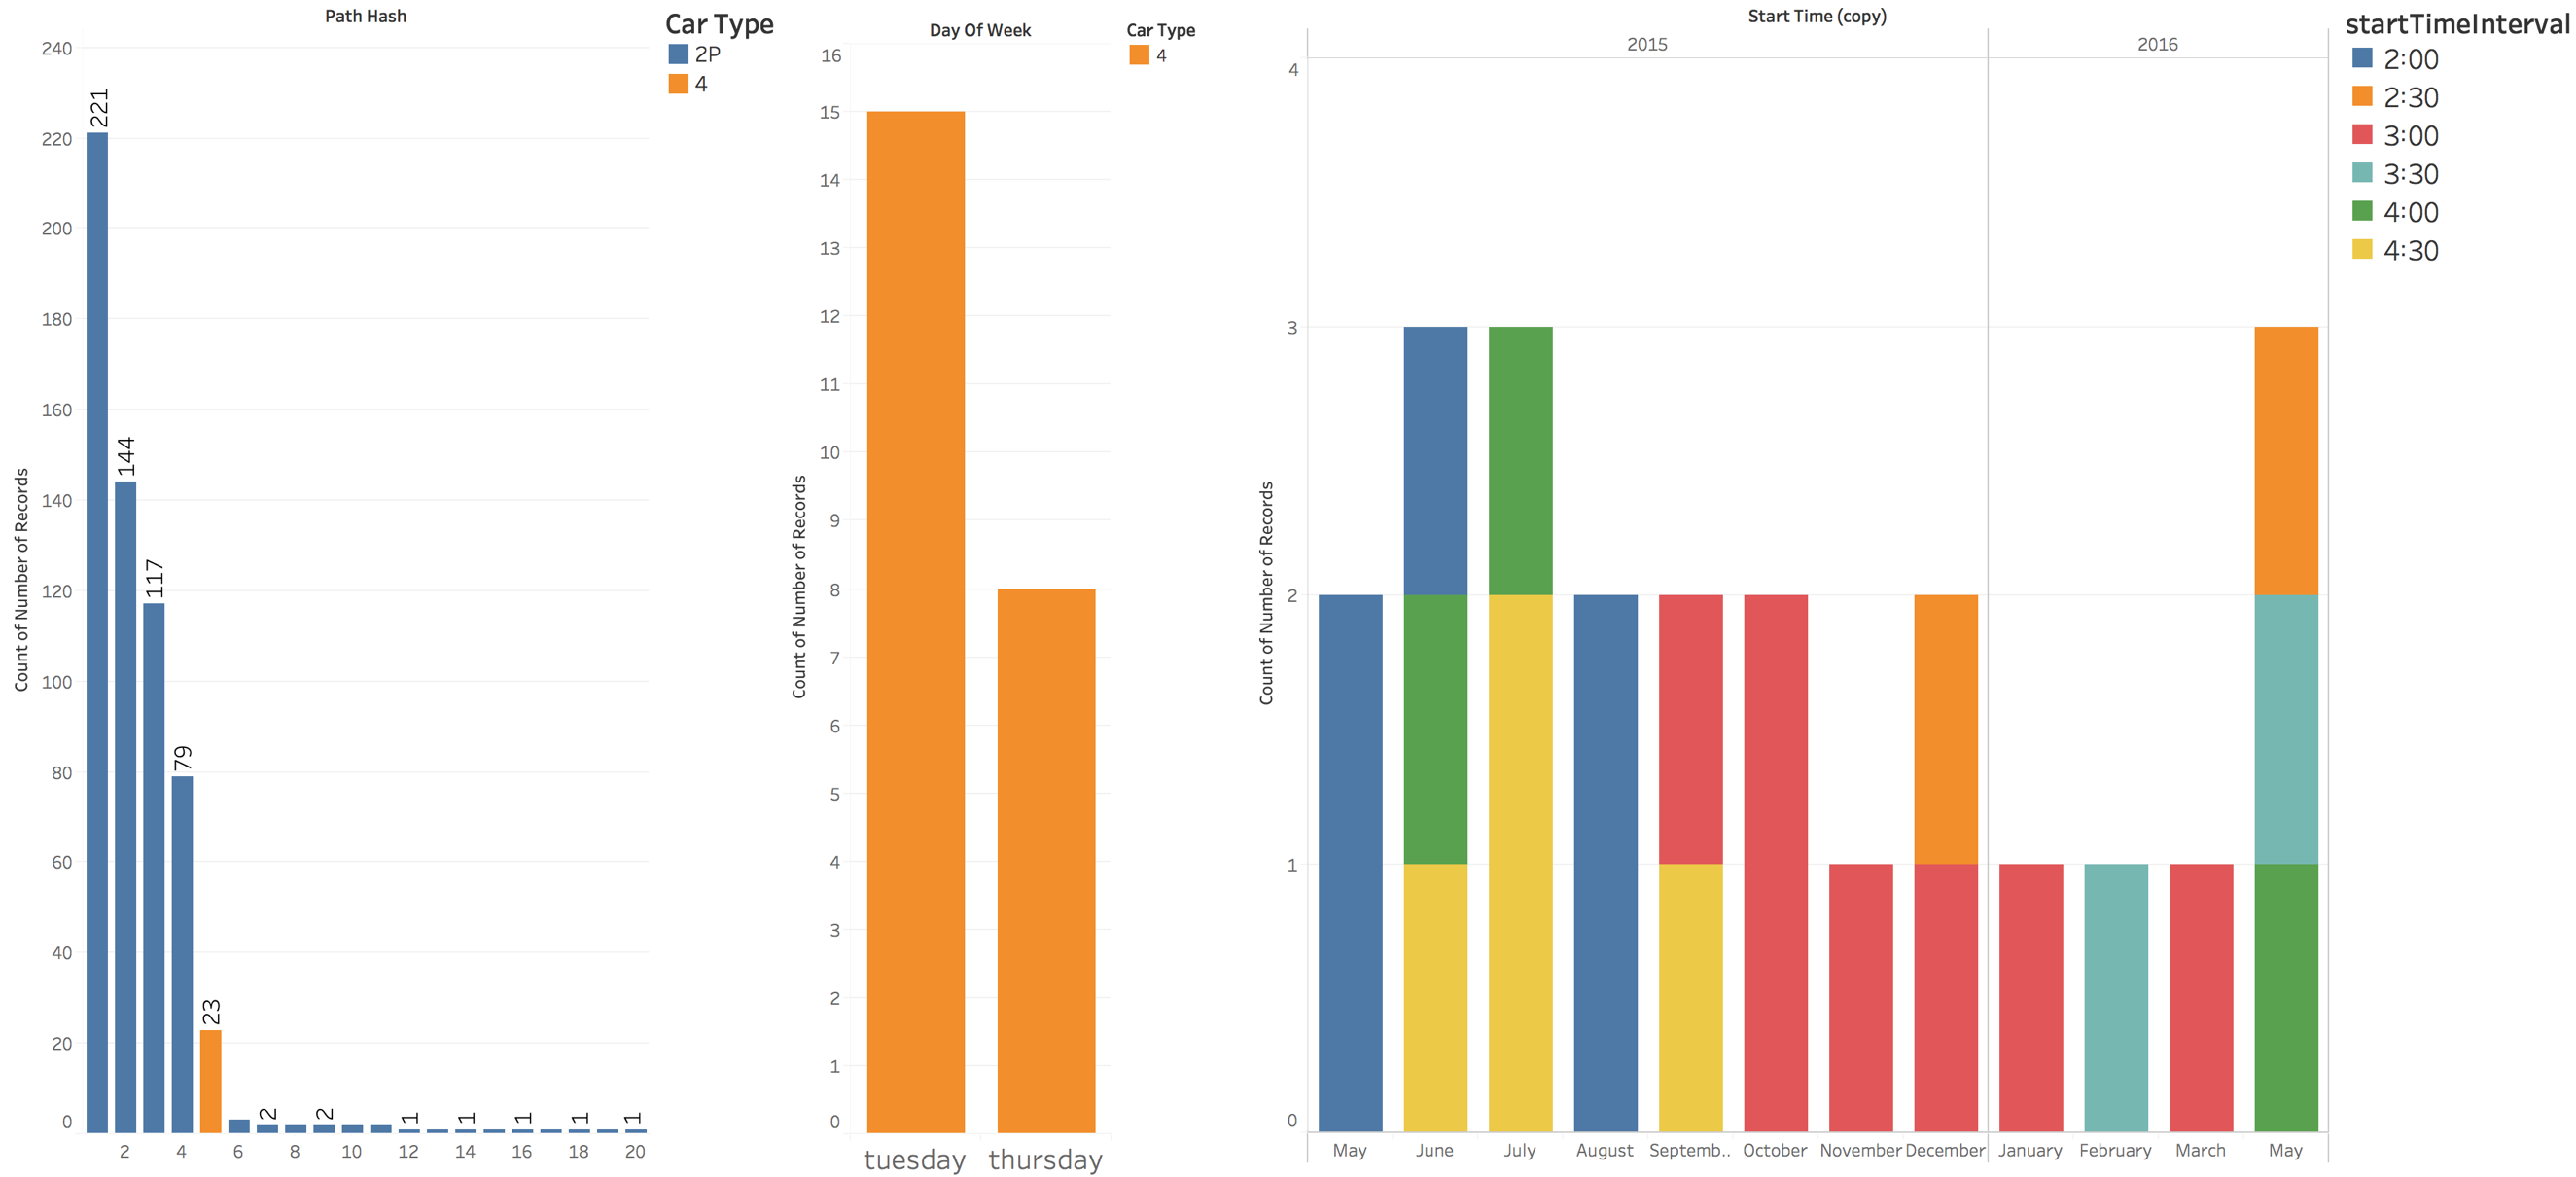 Path Hash
Count of Number of Records
240
220
200
180
160
140
120
100
80
60
40
20
0
221
144
117
79
23
2
2
1
1
1
1
1
2
4
6
8
10
12
14
16
18
20
Car Type
2P
4
Day Of Week
Count of Number of Records
16
15
14
13
12
11
10
9
8
7
6
5
4
3
2
1
0
tuesday
thursday
Car Type
4
Start Time (copy)
2015
2016
Count of Number of Records
4
3
2
1
0
May
June
July
August
Septemb..
October
November
December
January
February
March
May
startTimeInterval
2:00
2:30
3:00
3:30
4:00
4:30